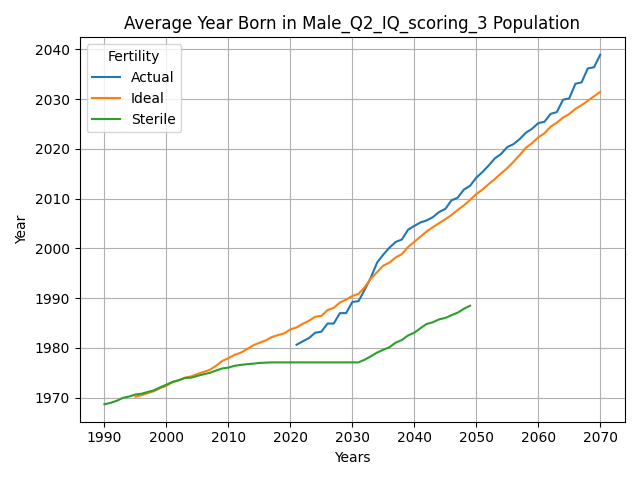 Average Year Born in Male_Q2_IQ_scoring_3 Population
Fertility
Actual
Ideal
Sterile
Year
2040
2030
2020
2010
2000
1990
1980
1970
1990 2000 2010 2020 2030 2040 2050 2060 2070
Years